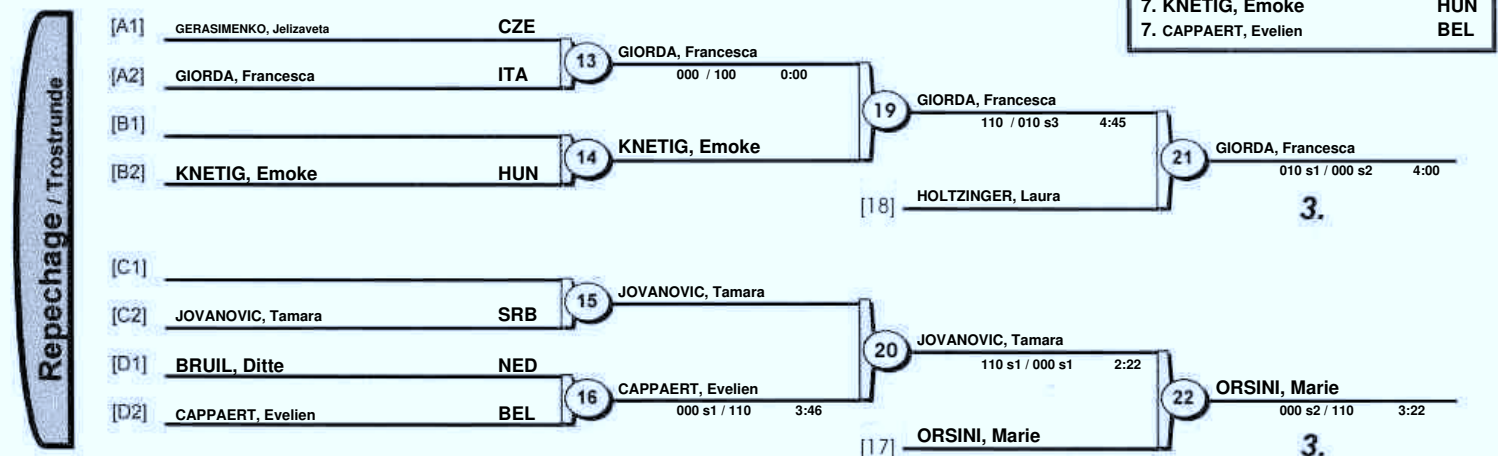 7. KNETIG, Emoke HUN
7. CAPPAERT, Evelien BEL
Repechage / Trostrunde
[A1] GERASIMENKO, Jelizaveta CZE
13 GIORDA, Francesca
000 / 100 0:00
[A2] GIORDA, Francesca ITA
19 GIORDA, Francesca
110 / 010 s3 4:45
[B1]
14 KNETIG, Emoke
[B2] KNETIG, Emoke HUN
21 GIORDA, Francesca
010 s1 / 000 s2 4:00
[18] HOLTZINGER, Laura
3.
[C1]
15 JOVANOVIC, Tamara
[C2] JOVANOVIC, Tamara SRB
20 JOVANOVIC, Tamara
110 s1 / 000 s1 2:22
[D1] BRUIL, Ditte NED
16 CAPPAERT, Evelien
000 s1 / 110 3:46
[D2] CAPPAERT, Evelien BEL
22 ORSINI, Marie
000 s2 / 110 3:22
[17] ORSINI, Marie
3.